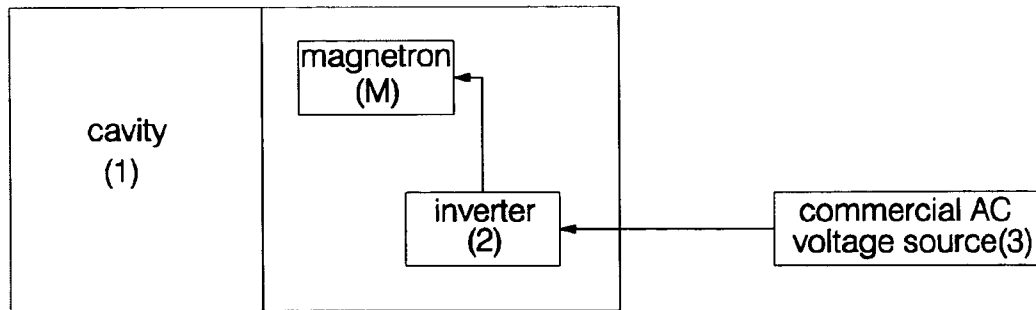 magnetron
(M)
cavity
(1)
inverter
(2)
commercial AC
voltage source(3)